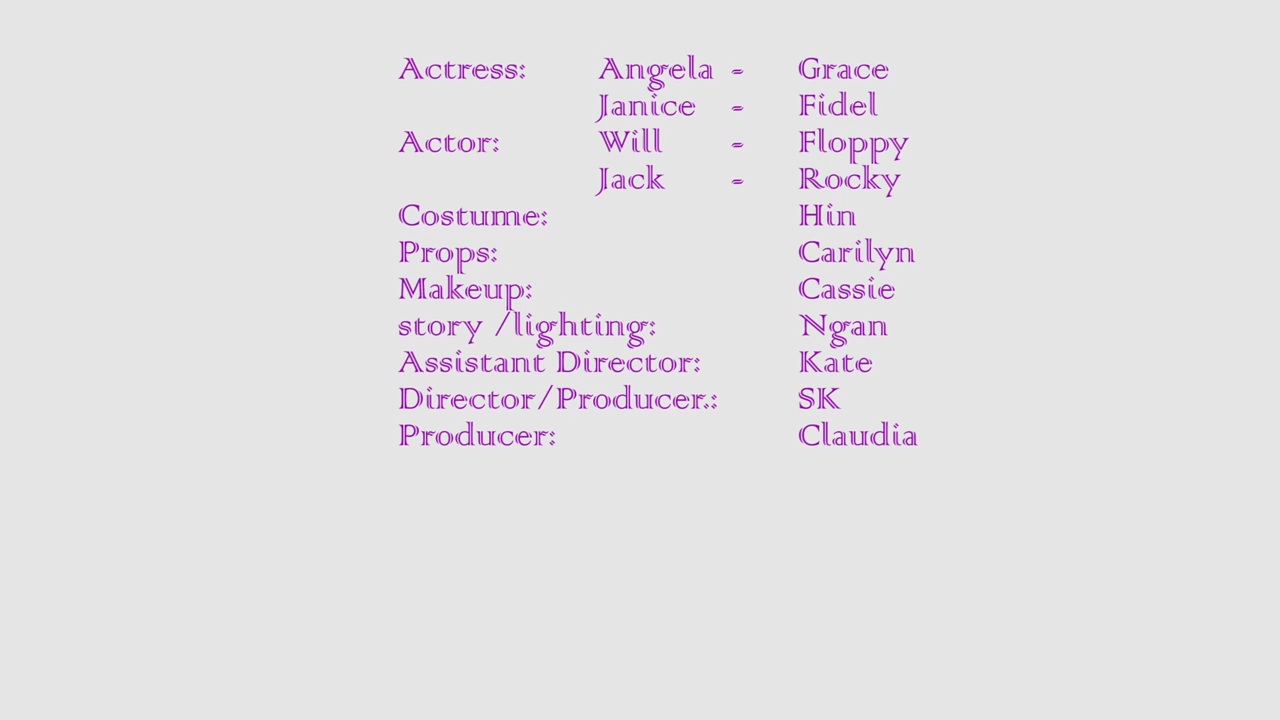 Actress: Angela - Grace
Janice - Fidel
Actor: Will - Floppy
Jack - Rocky
Costume: Hin
Props: Carilyn
Makeup: Cassie
story /lighting: Ngan
Assistant Director: Kate
Director/Producer.: SK
Producer: Claudia